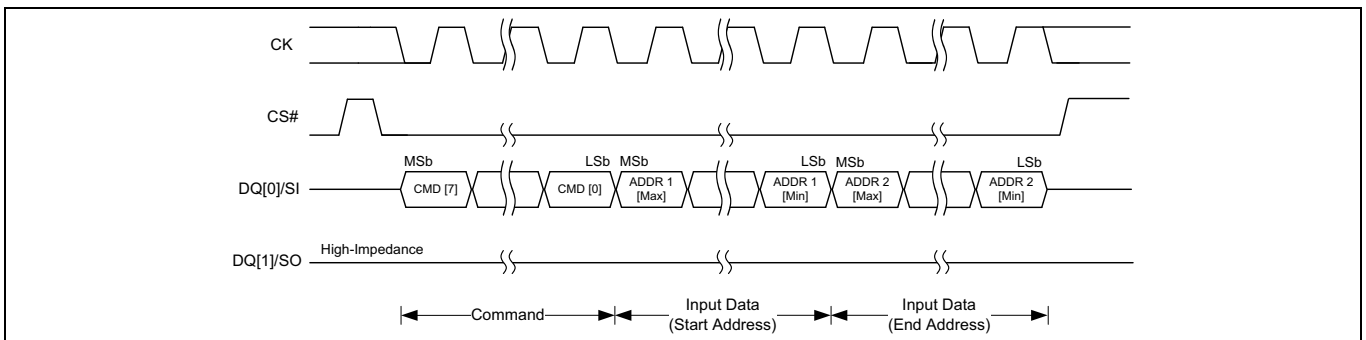 CK
CS#
MSb LSb MSb LSb MSb LSb
DQ[0]/SI CMD [7] CMD [0] ADDR 1 [Max] ADDR 1 [Min] ADDR 2 [Max] ADDR 2 [Min]
High-Impedance
DQ[1]/SO
Command
Input Data
(Start Address)
Input Data
(End Address)